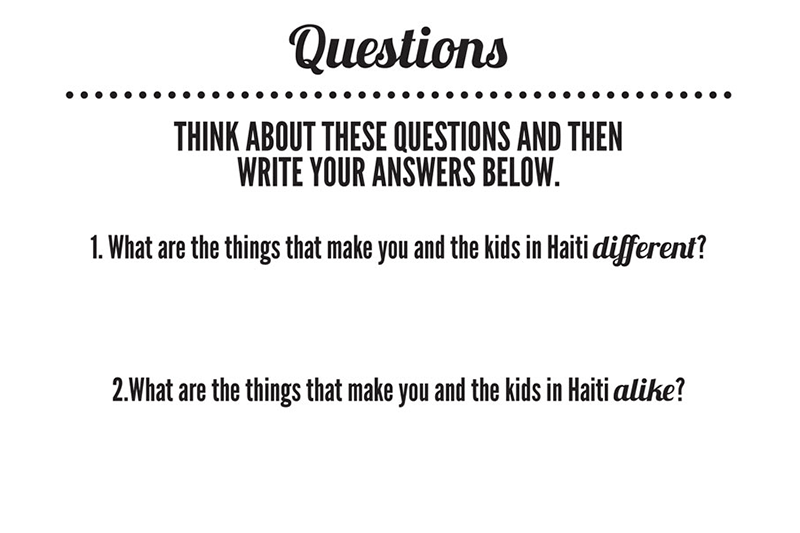 Questions
THINK ABOUT THESE QUESTIONS AND THEN
WRITE YOUR ANSWERS BELOW.
1. What are the things that make you and the kids in Haiti different?
2.What are the things that make you and the kids in Haiti alike?